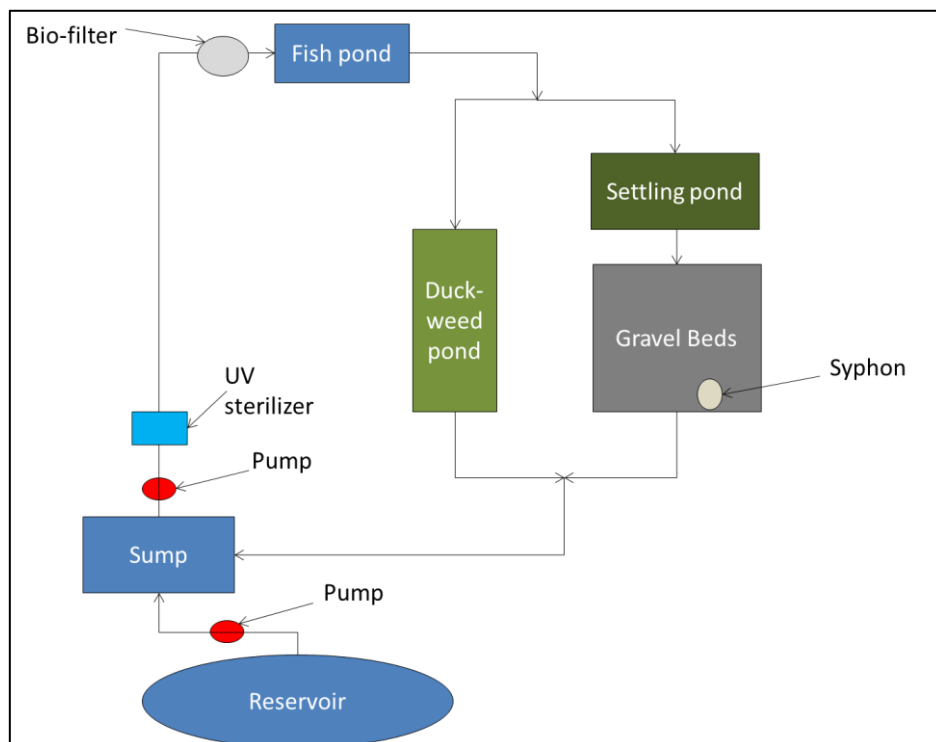 Bio-filter
Fish pond
Settling pond
Duck-
weed
pond
Gravel Beds
Syphon
UV
sterilizer
Pump
Sump
Pump
Reservoir